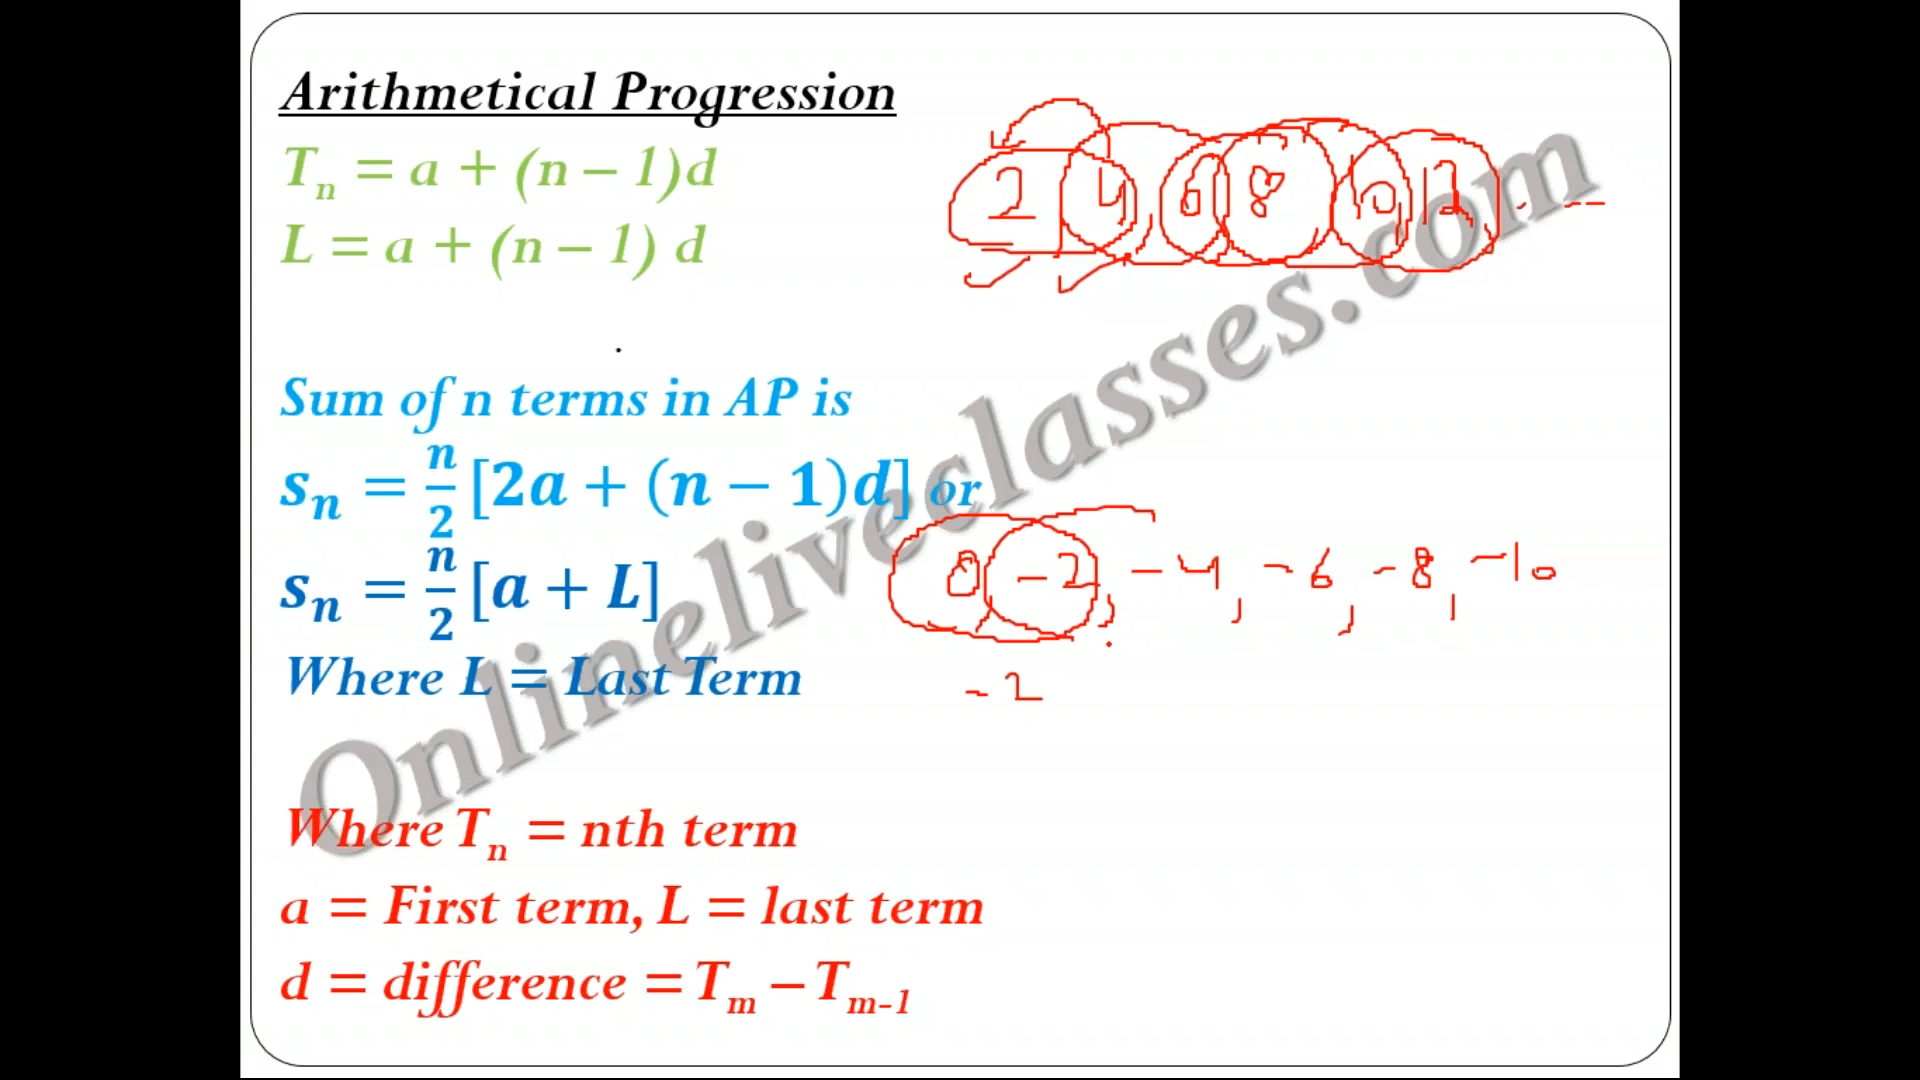 Arithmetical Progression
Tn = a + (n – 1)d
L = a + (n – 1) d
2 4, 6 8 10 12 - --
Sum of n terms in AP is
sn = n/2 [2a + (n − 1)d] or
sn = n/2 [a + L]
0 -2, -4, -6, -8, -10
Where L = Last Term
-2
Where Tn = nth term
a = First term, L = last term
d = difference = Tm – Tm-1
Onlineliveclasses.com